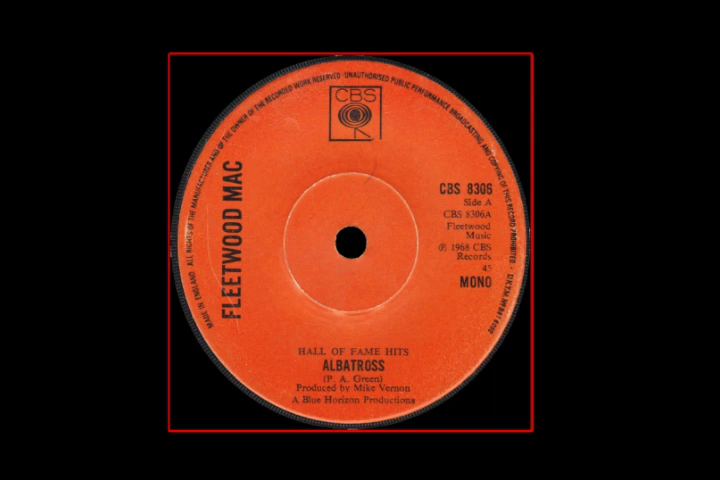 MADE IN ENGLAND ALL RIGHTS OF THE MANUFACTURER AND OF THE OWNER OF THE RECORDED WORK RESERVED · UNAUTHORISED PUBLIC PERFORMANCE BROADCASTING AND COPYING OF THIS RECORD PROHIBITED ·
CBS
FLEETWOOD MAC
CBS 8306
Side A
CBS 8306A
Fleetwood
Music
℗ 1968 CBS
Records
45
MONO
HALL OF FAME HITS
ALBATROSS
(P. A. Green)
Produced by Mike Vernon
A Blue Horizon Productions